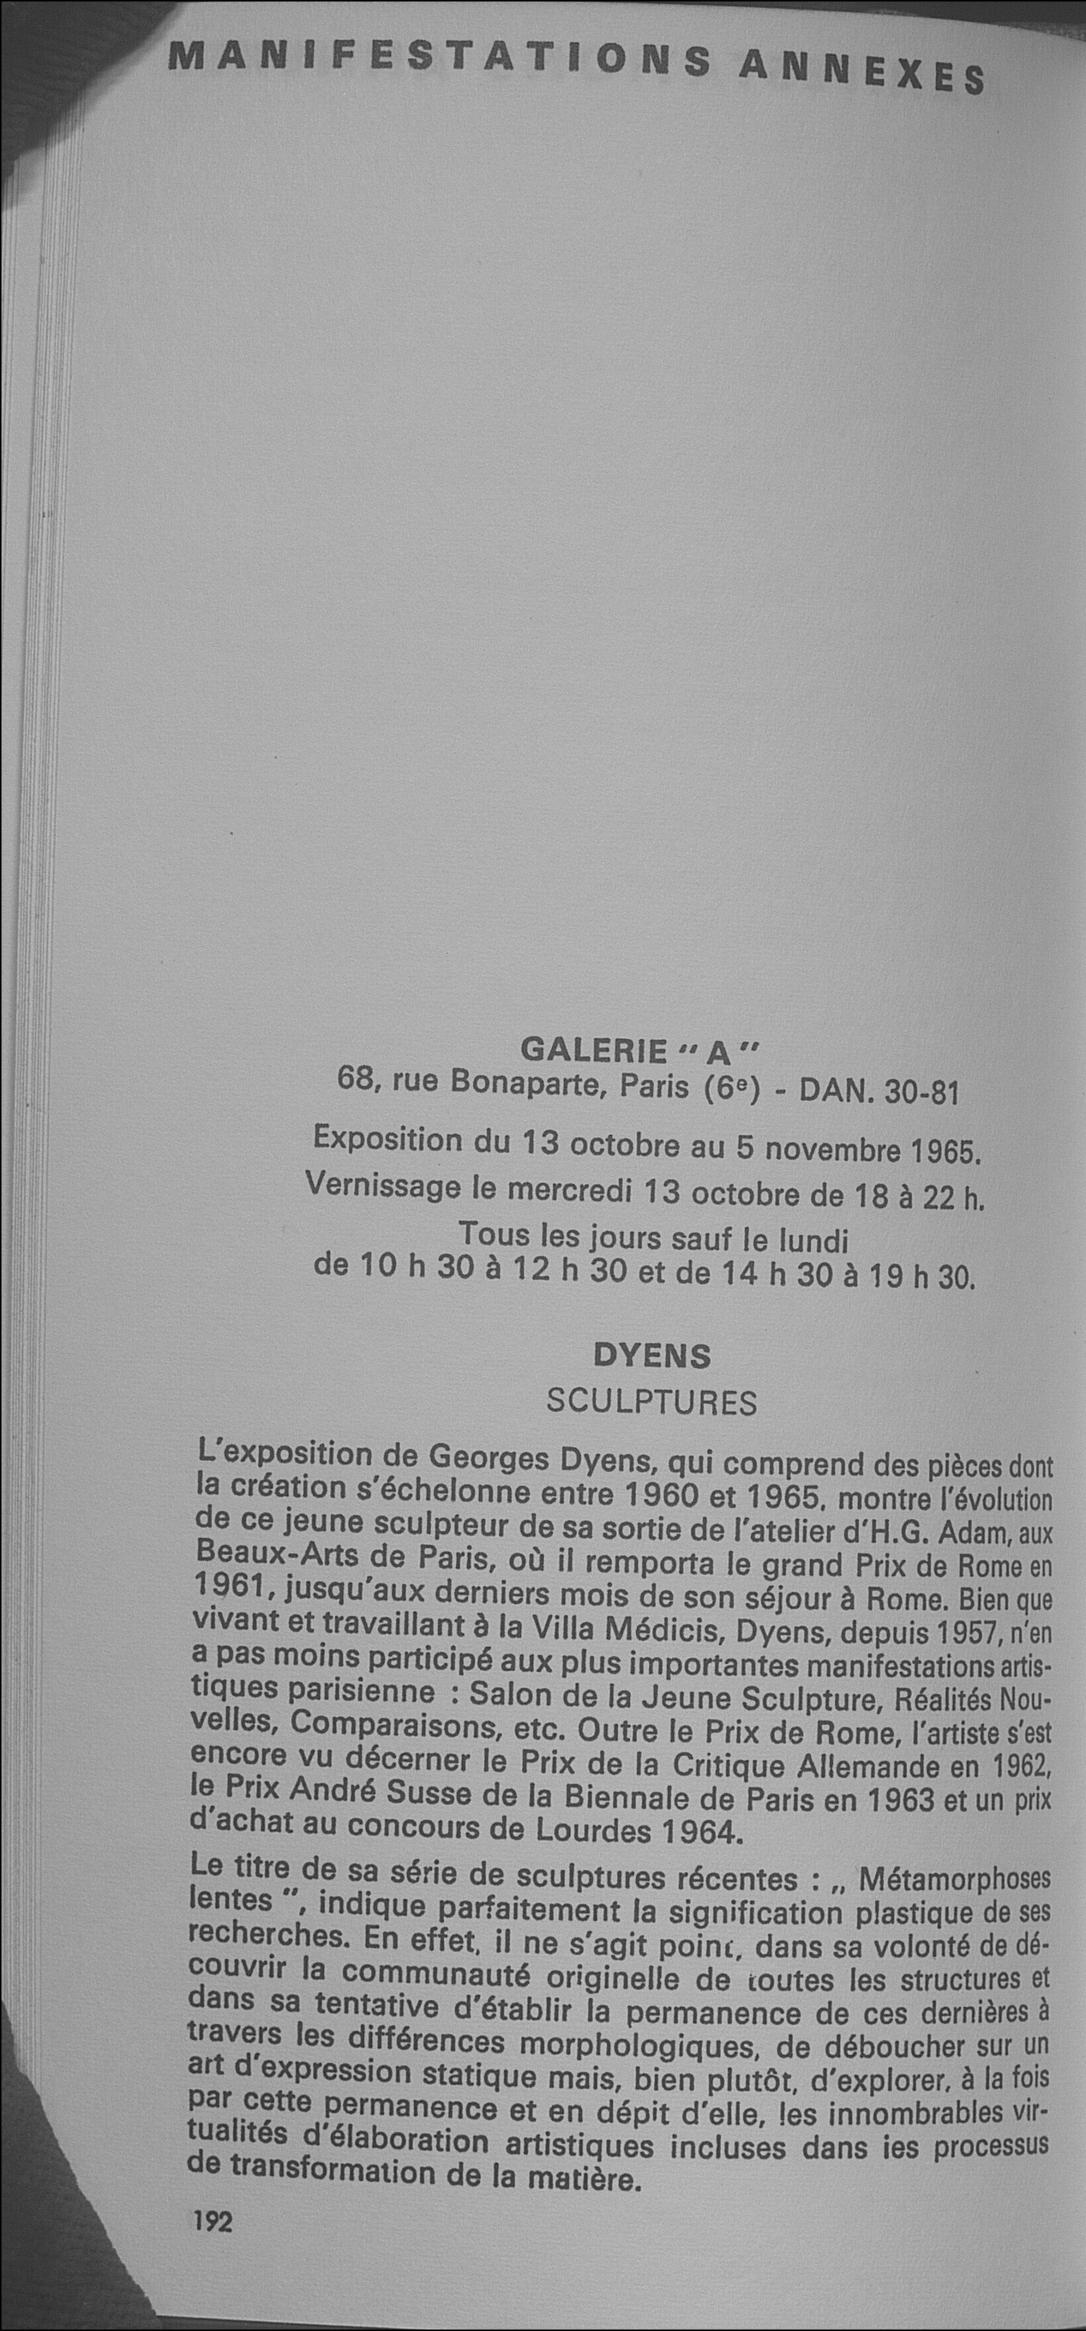 MANIFESTATIONS ANNEXES
GALERIE “ A ”
68, rue Bonaparte, Paris (6e) - DAN. 30-81
Exposition du 13 octobre au 5 novembre 1965.
Vernissage le mercredi 13 octobre de 18 à 22 h.
Tous les jours sauf le lundi
de 10 h 30 à 12 h 30 et de 14 h 30 à 19 h 30.
DYENS
SCULPTURES
L'exposition de Georges Dyens, qui comprend des pièces dont
la création s'échelonne entre 1960 et 1965, montre l'évolution
de ce jeune sculpteur de sa sortie de l'atelier d'H.G. Adam, aux
Beaux-Arts de Paris, où il remporta le grand Prix de Rome en
1961, jusqu'aux derniers mois de son séjour à Rome. Bien que
vivant et travaillant à la Villa Médicis, Dyens, depuis 1957, n'en
a pas moins participé aux plus importantes manifestations artis-
tiques parisienne : Salon de la Jeune Sculpture, Réalités Nou-
velles, Comparaisons, etc. Outre le Prix de Rome, l'artiste s'est
encore vu décerner le Prix de la Critique Allemande en 1962,
le Prix André Susse de la Biennale de Paris en 1963 et un prix
d'achat au concours de Lourdes 1964.
Le titre de sa série de sculptures récentes : „ Métamorphoses
lentes ”, indique parfaitement la signification plastique de ses
recherches. En effet, il ne s'agit point, dans sa volonté de dé-
couvrir la communauté originelle de toutes les structures et
dans sa tentative d'établir la permanence de ces dernières à
travers les différences morphologiques, de déboucher sur un
art d'expression statique mais, bien plutôt, d'explorer, à la fois
par cette permanence et en dépit d'elle, les innombrables vir-
tualités d'élaboration artistiques incluses dans les processus
de transformation de la matière.
192